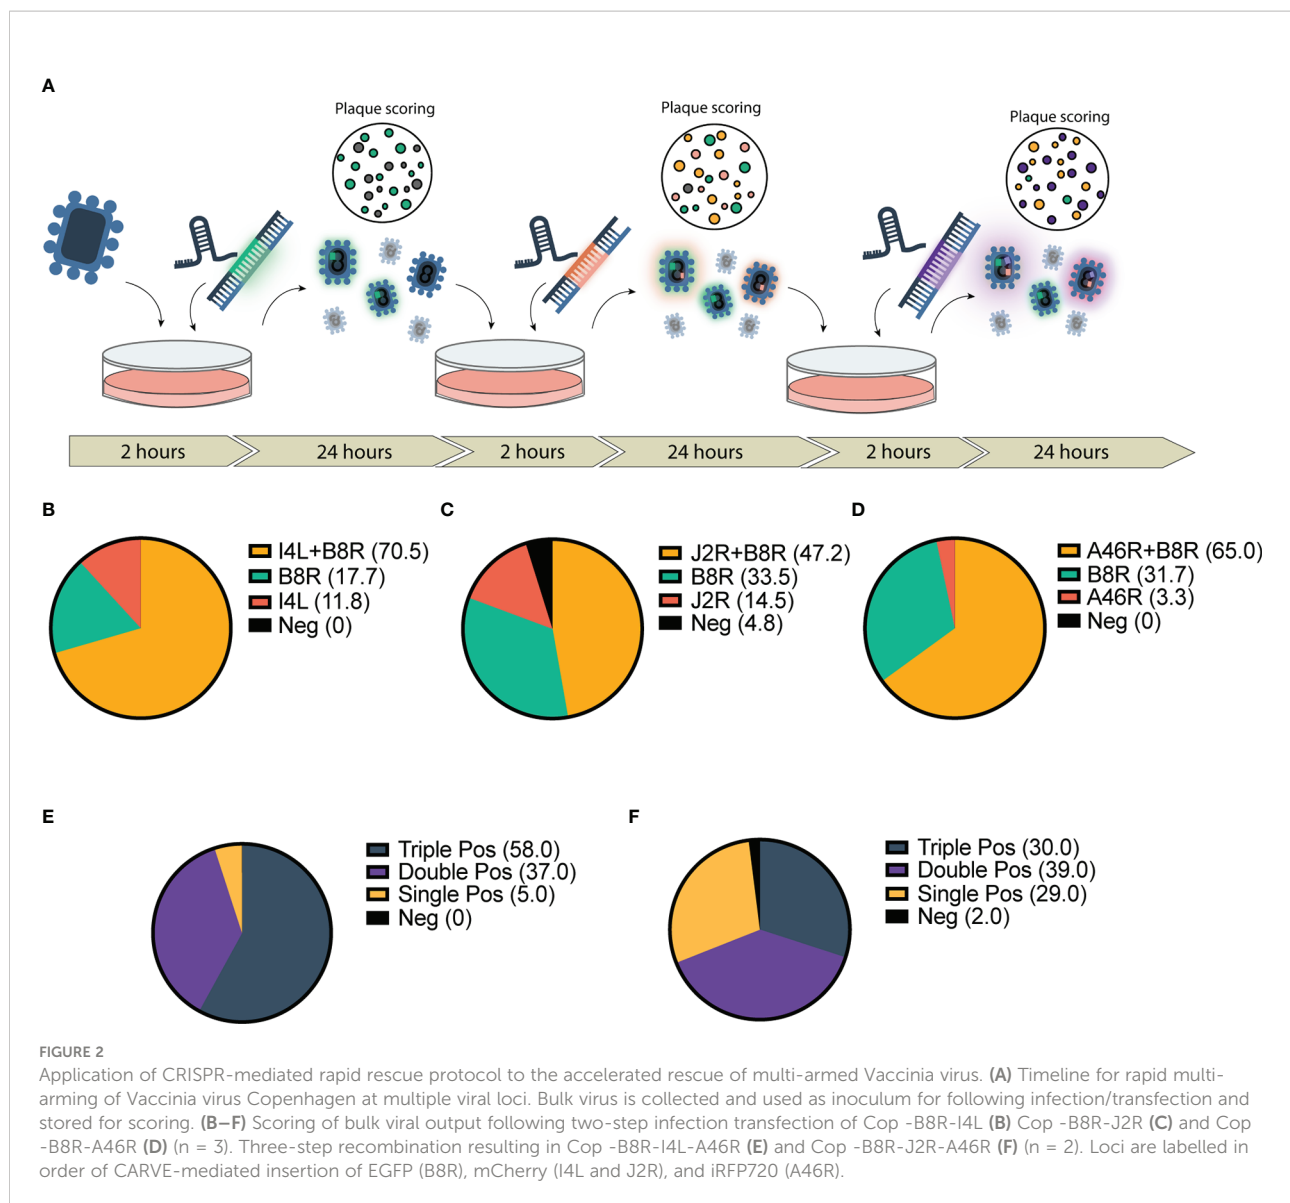 A
Plaque scoring
Plaque scoring
Plaque scoring
2 hours
24 hours
2 hours
24 hours
2 hours
24 hours
B
I4L+B8R (70.5)
B8R (17.7)
I4L (11.8)
Neg (0)
C
J2R+B8R (47.2)
B8R (33.5)
J2R (14.5)
Neg (4.8)
D
A46R+B8R (65.0)
B8R (31.7)
A46R (3.3)
Neg (0)
E
Triple Pos (58.0)
Double Pos (37.0)
Single Pos (5.0)
Neg (0)
F
Triple Pos (30.0)
Double Pos (39.0)
Single Pos (29.0)
Neg (2.0)
FIGURE 2
Application of CRISPR-mediated rapid rescue protocol to the accelerated rescue of multi-armed Vaccinia virus. (A) Timeline for rapid multi-
arming of Vaccinia virus Copenhagen at multiple viral loci. Bulk virus is collected and used as inoculum for following infection/transfection and
stored for scoring. (B–F) Scoring of bulk viral output following two-step infection transfection of Cop -B8R-I4L (B) Cop -B8R-J2R (C) and Cop
-B8R-A46R (D) (n = 3). Three-step recombination resulting in Cop -B8R-I4L-A46R (E) and Cop -B8R-J2R-A46R (F) (n = 2). Loci are labelled in
order of CARVE-mediated insertion of EGFP (B8R), mCherry (I4L and J2R), and iRFP720 (A46R).